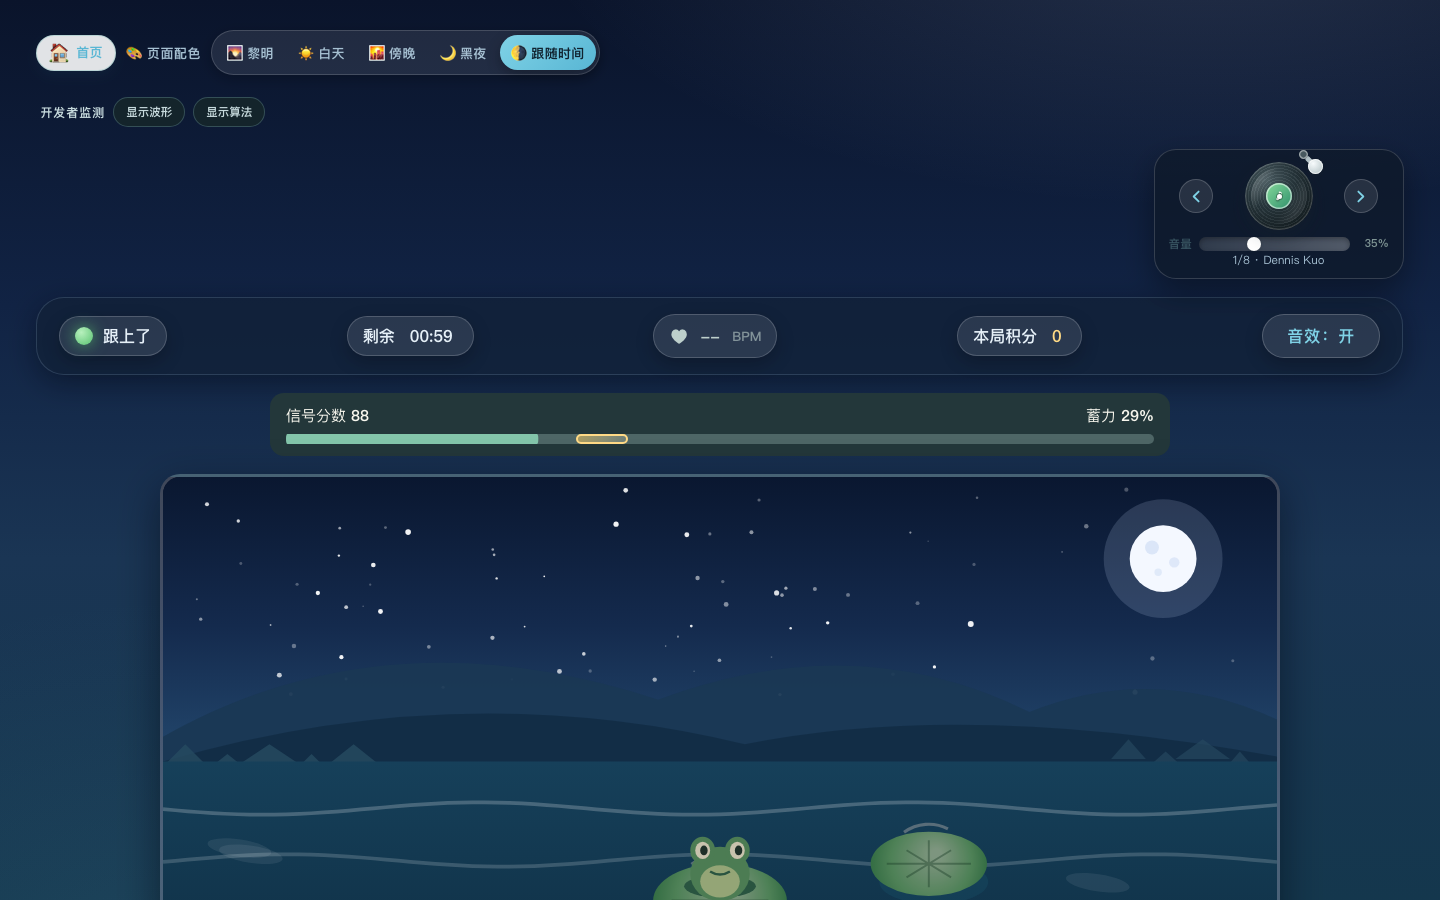 首页 页面配色 黎明 白天 傍晚 黑夜 跟随时间
开发者监测 显示波形 显示算法
音量 35%
1/8 · Dennis Kuo
跟上了 剩余 00:59 -- BPM 本局积分 0 音效：开
信号分数 88 蓄力 29%